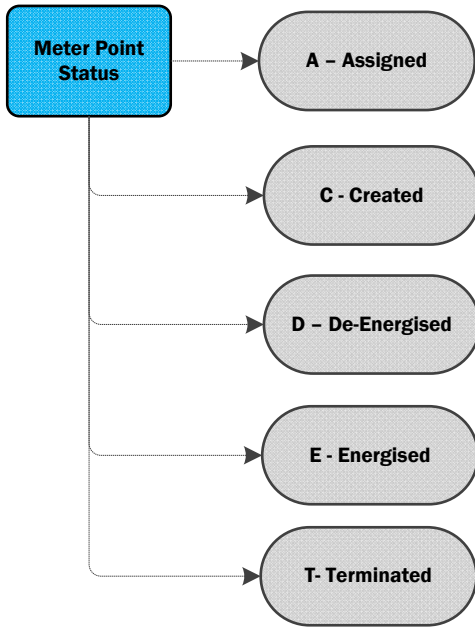 Meter Point
Status
A – Assigned
C - Created
D – De-Energised
E - Energised
T- Terminated